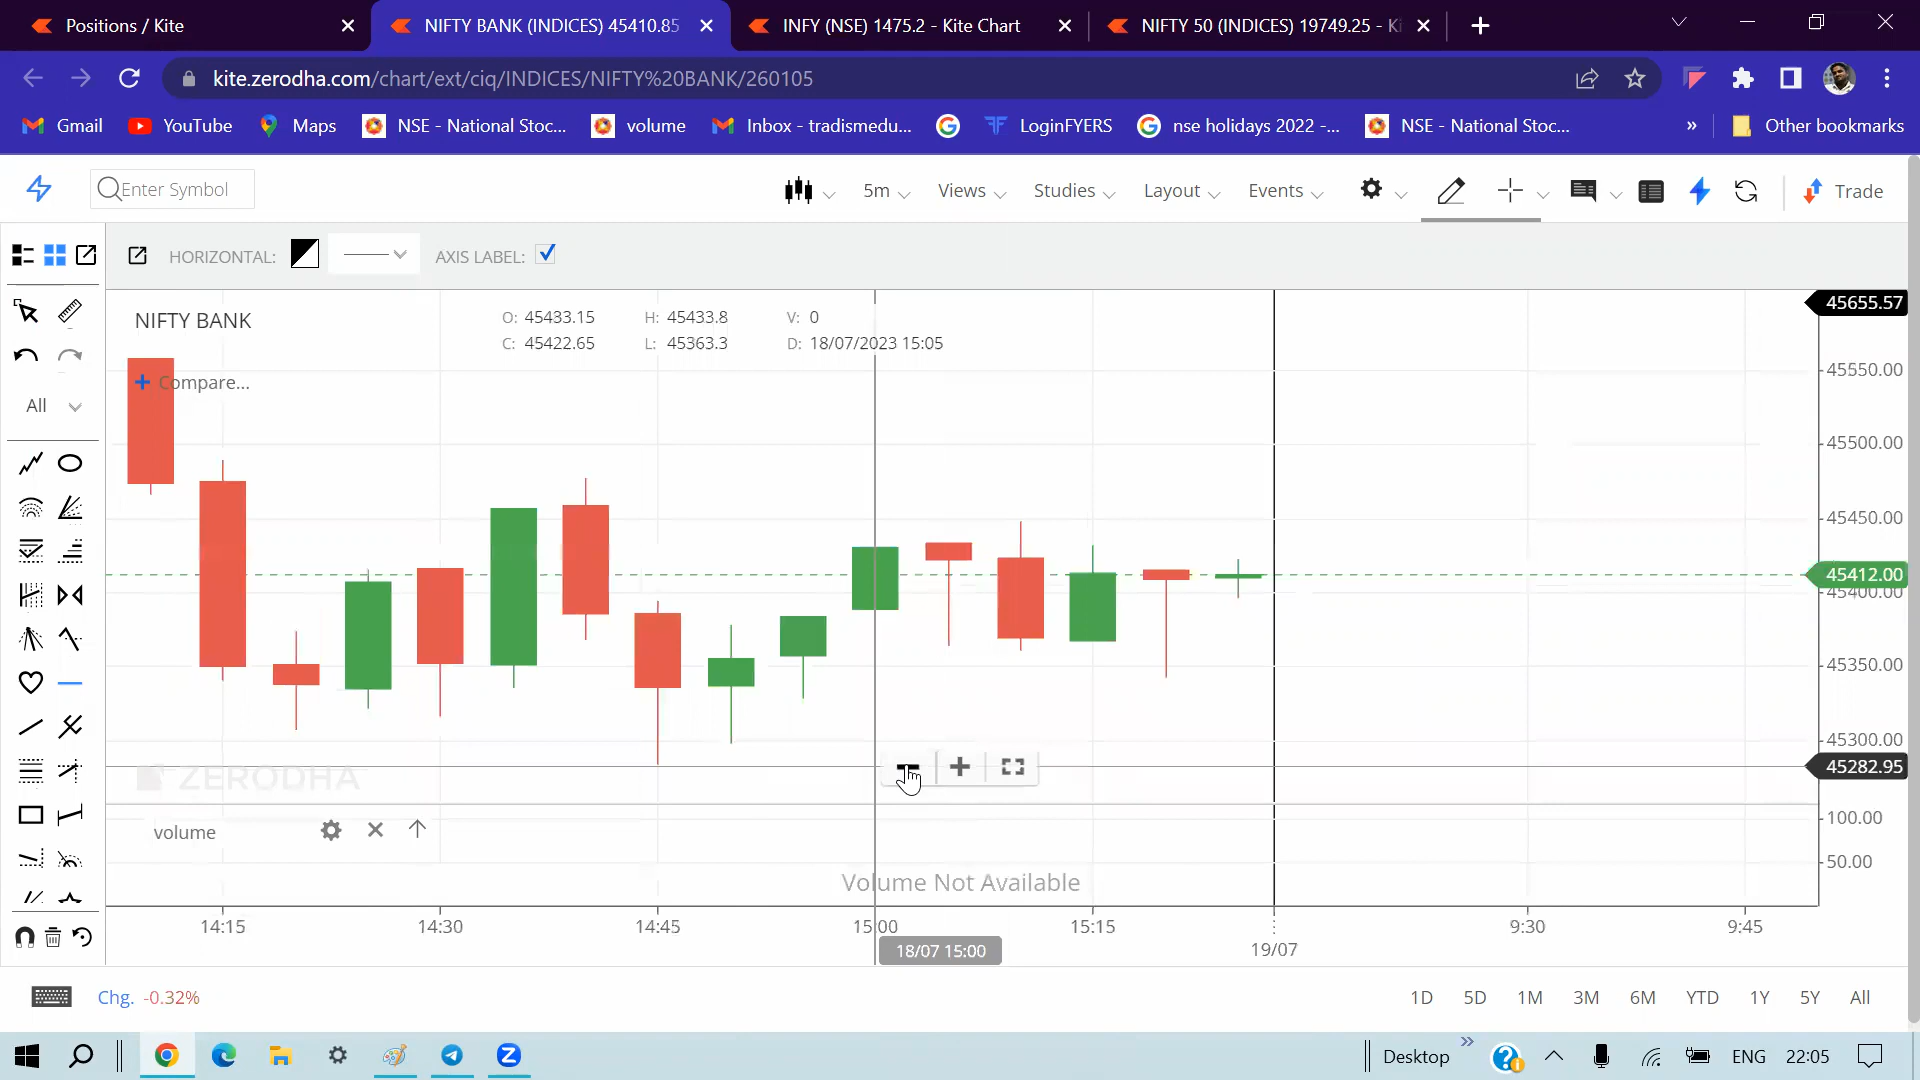 Positions / Kite
NIFTY BANK (INDICES) 45410.85
INFY (NSE) 1475.2 - Kite Chart
NIFTY 50 (INDICES) 19749.25 - Ki
kite.zerodha.com/chart/ext/ciq/INDICES/NIFTY%20BANK/260105
Gmail
YouTube
Maps
NSE - National Stoc...
volume
Inbox - tradismedu...
LoginFYERS
nse holidays 2022 -...
NSE - National Stoc...
»
Other bookmarks
Enter Symbol
5m
Views
Studies
Layout
Events
Trade
HORIZONTAL:
AXIS LABEL:
NIFTY BANK
O: 45433.15 H: 45433.8 V: 0
C: 45422.65 L: 45363.3 D: 18/07/2023 15:05
+ Compare...
All
45655.57
45550.00
45500.00
45450.00
45412.00
45400.00
45350.00
45300.00
45282.95
ZERODHA
volume
100.00
50.00
Volume Not Available
14:15 14:30 14:45 15:00 15:15 9:30 9:45
18/07 15:00
19/07
Chg. -0.32%
1D 5D 1M 3M 6M YTD 1Y 5Y All
Desktop
»
ENG
22:05